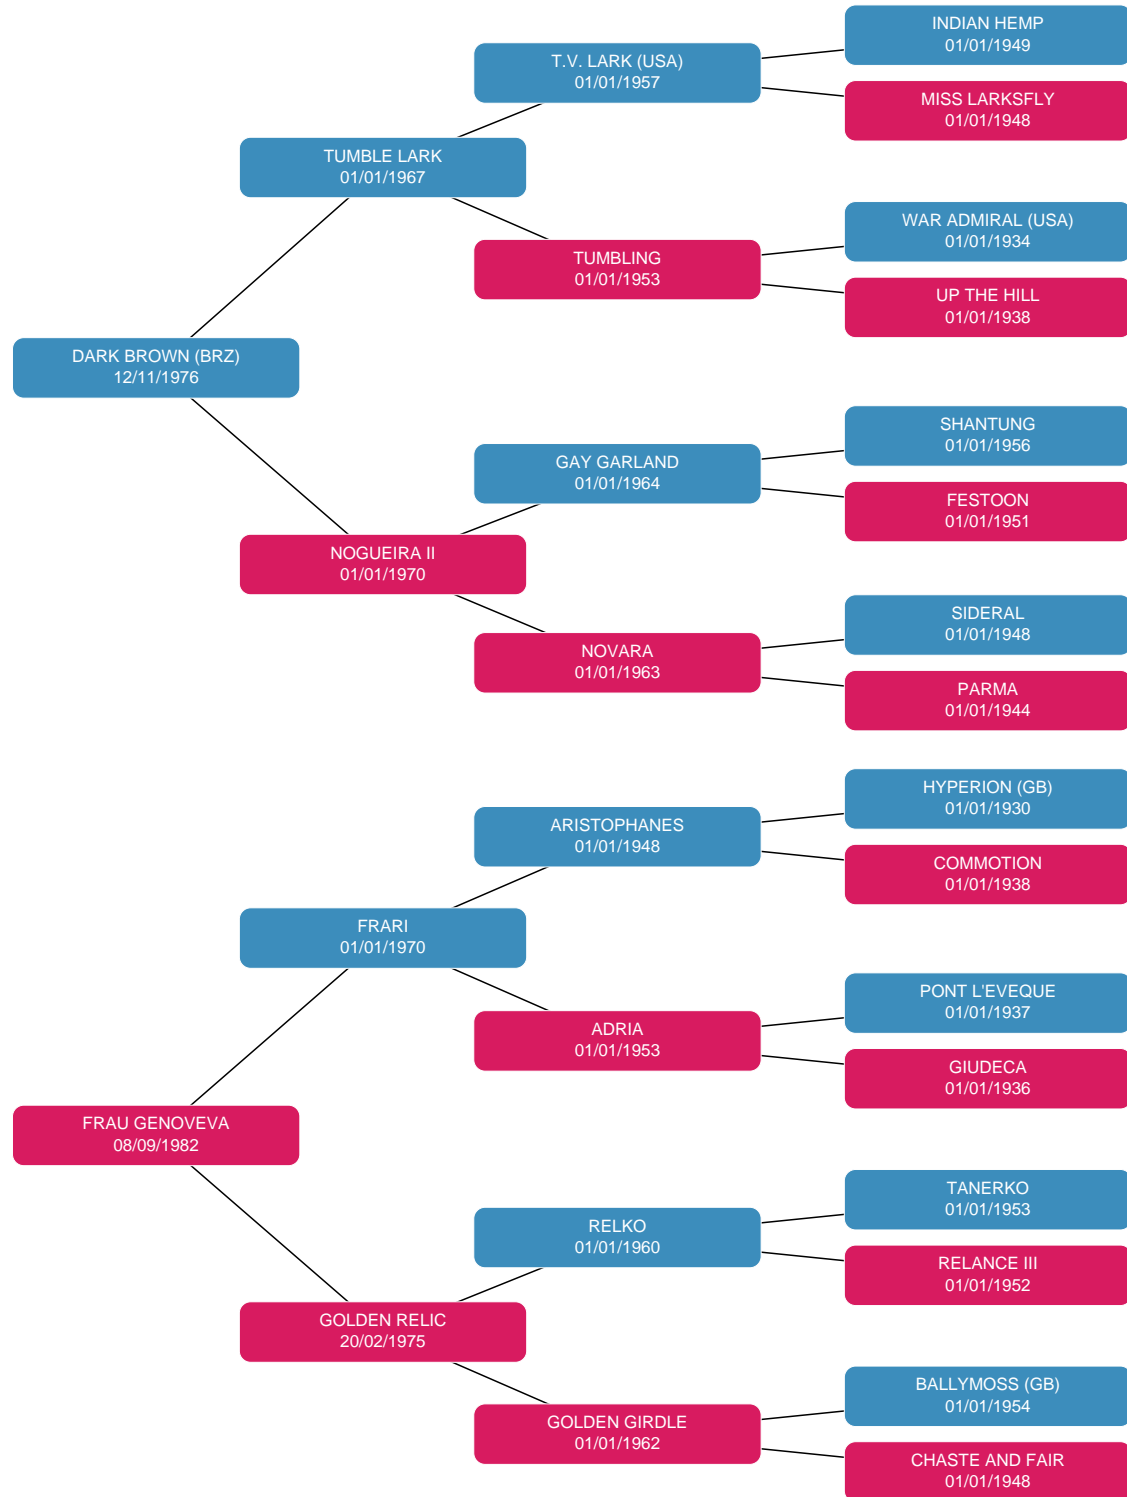 INDIAN HEMP
01/01/1949
T.V. LARK (USA)
01/01/1957
MISS LARKSFLY
01/01/1948
TUMBLE LARK
01/01/1967
WAR ADMIRAL (USA)
01/01/1934
TUMBLING
01/01/1953
UP THE HILL
01/01/1938
DARK BROWN (BRZ)
12/11/1976
SHANTUNG
01/01/1956
GAY GARLAND
01/01/1964
FESTOON
01/01/1951
NOGUEIRA II
01/01/1970
SIDERAL
01/01/1948
NOVARA
01/01/1963
PARMA
01/01/1944
HYPERION (GB)
01/01/1930
ARISTOPHANES
01/01/1948
COMMOTION
01/01/1938
FRARI
01/01/1970
PONT L'EVEQUE
01/01/1937
ADRIA
01/01/1953
GIUDECA
01/01/1936
FRAU GENOVEVA
08/09/1982
TANERKO
01/01/1953
RELKO
01/01/1960
RELANCE III
01/01/1952
GOLDEN RELIC
20/02/1975
BALLYMOSS (GB)
01/01/1954
GOLDEN GIRDLE
01/01/1962
CHASTE AND FAIR
01/01/1948